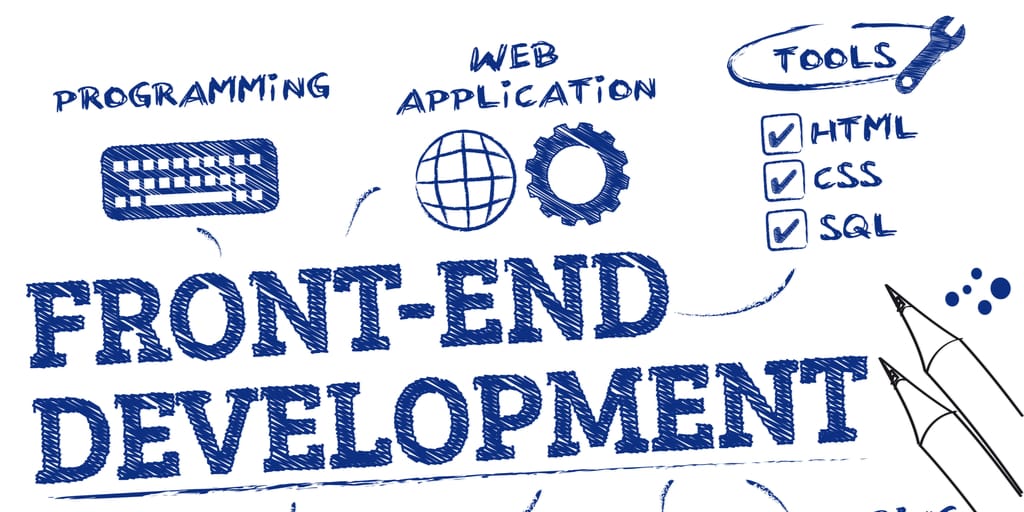 PROGRAMMiNG
WEB
APPLiCATiON
TOOLS
HTML
CSS
SQL
FRONT-END
DEVELOPMENT